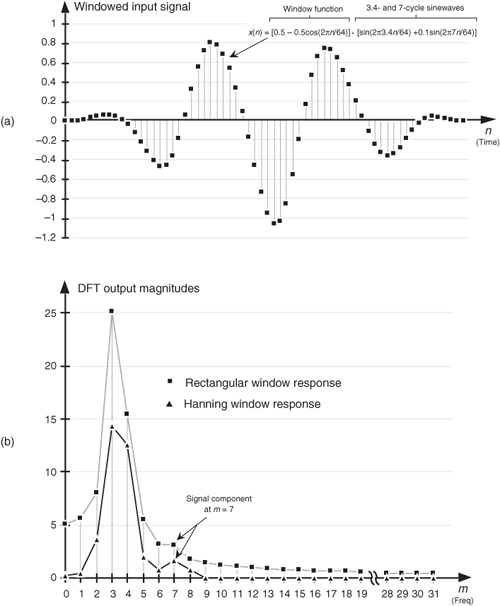 Windowed input signal
Window function
3.4- and 7-cycle sinewaves
x(n) = [0.5 – 0.5cos(2πn/64)] · [sin(2π3.4n/64) +0.1sin(2π7n/64)]
1
0.8
0.6
0.4
0.2
0
−0.2
−0.4
−0.6
−0.8
−1
−1.2
n
(Time)
(a)
DFT output magnitudes
25
20
15
10
5
0
Rectangular window response
Hanning window response
Signal component
at m = 7
(b)
0 1 2 3 4 5 6 7 8 9 10 11 12 13 14 15 16 17 18 19 28 29 30 31
m
(Freq)